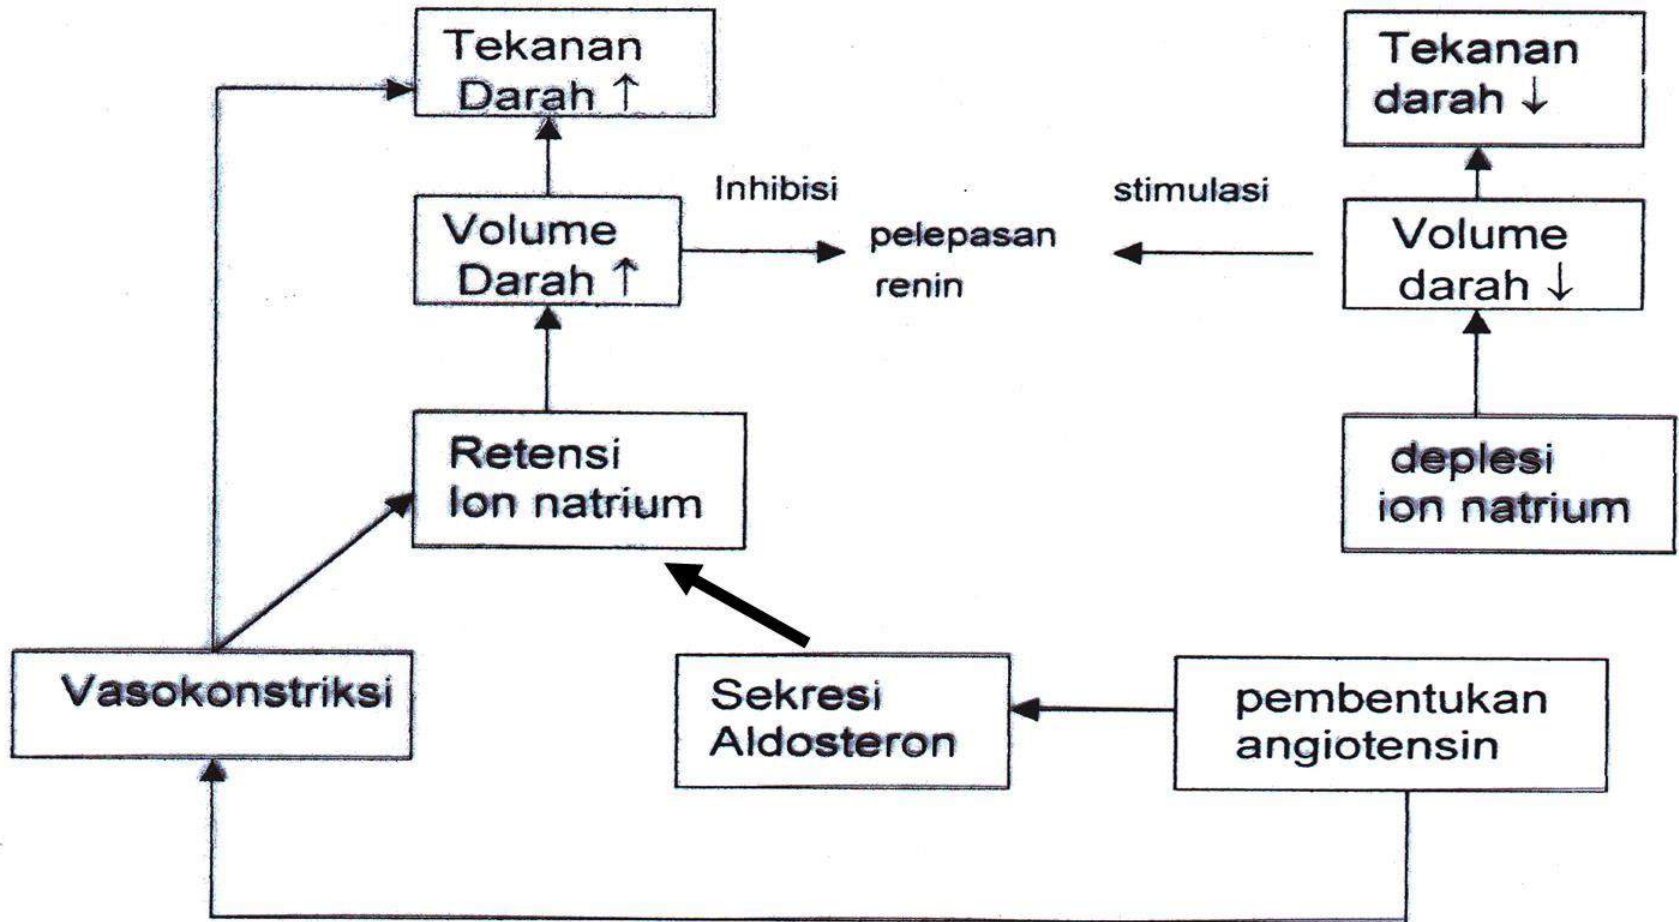 Tekanan
Darah ↑
Tekanan
darah ↓
Inhibisi
stimulasi
Volume
Darah ↑
pelepasan
renin
Volume
darah ↓
Retensi
Ion natrium
deplesi
ion natrium
Vasokonstriksi
Sekresi
Aldosteron
pembentukan
angiotensin